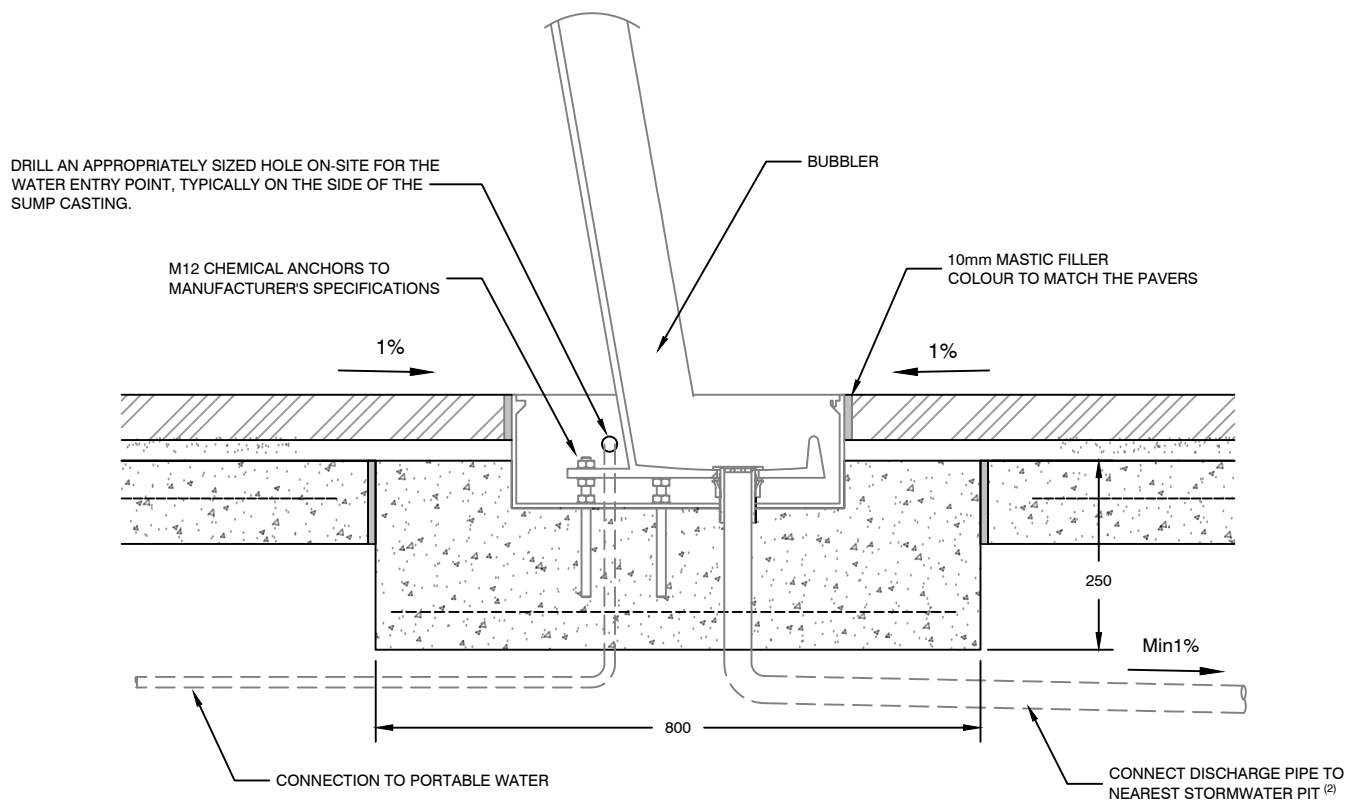 DRILL AN APPROPRIATELY SIZED HOLE ON-SITE FOR THE
WATER ENTRY POINT, TYPICALLY ON THE SIDE OF THE
SUMP CASTING.
BUBBLER
M12 CHEMICAL ANCHORS TO
MANUFACTURER'S SPECIFICATIONS
10mm MASTIC FILLER
COLOUR TO MATCH THE PAVERS
1%
1%
250
Min1%
800
CONNECTION TO PORTABLE WATER
CONNECT DISCHARGE PIPE TO
NEAREST STORMWATER PIT (2)